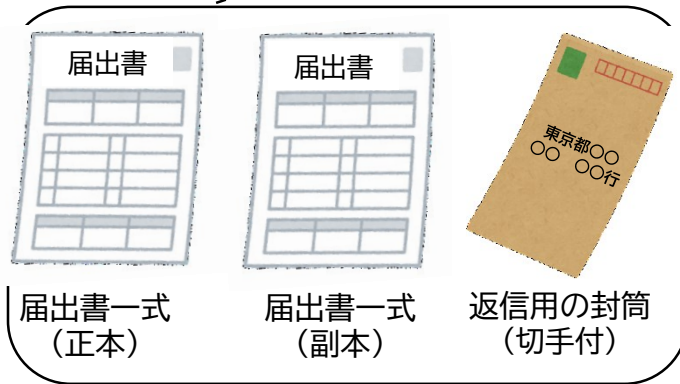 届出書
届出書
東京都〇〇
〇〇　〇〇行
届出書一式
（正本）
届出書一式
（副本）
返信用の封筒
（切手付）